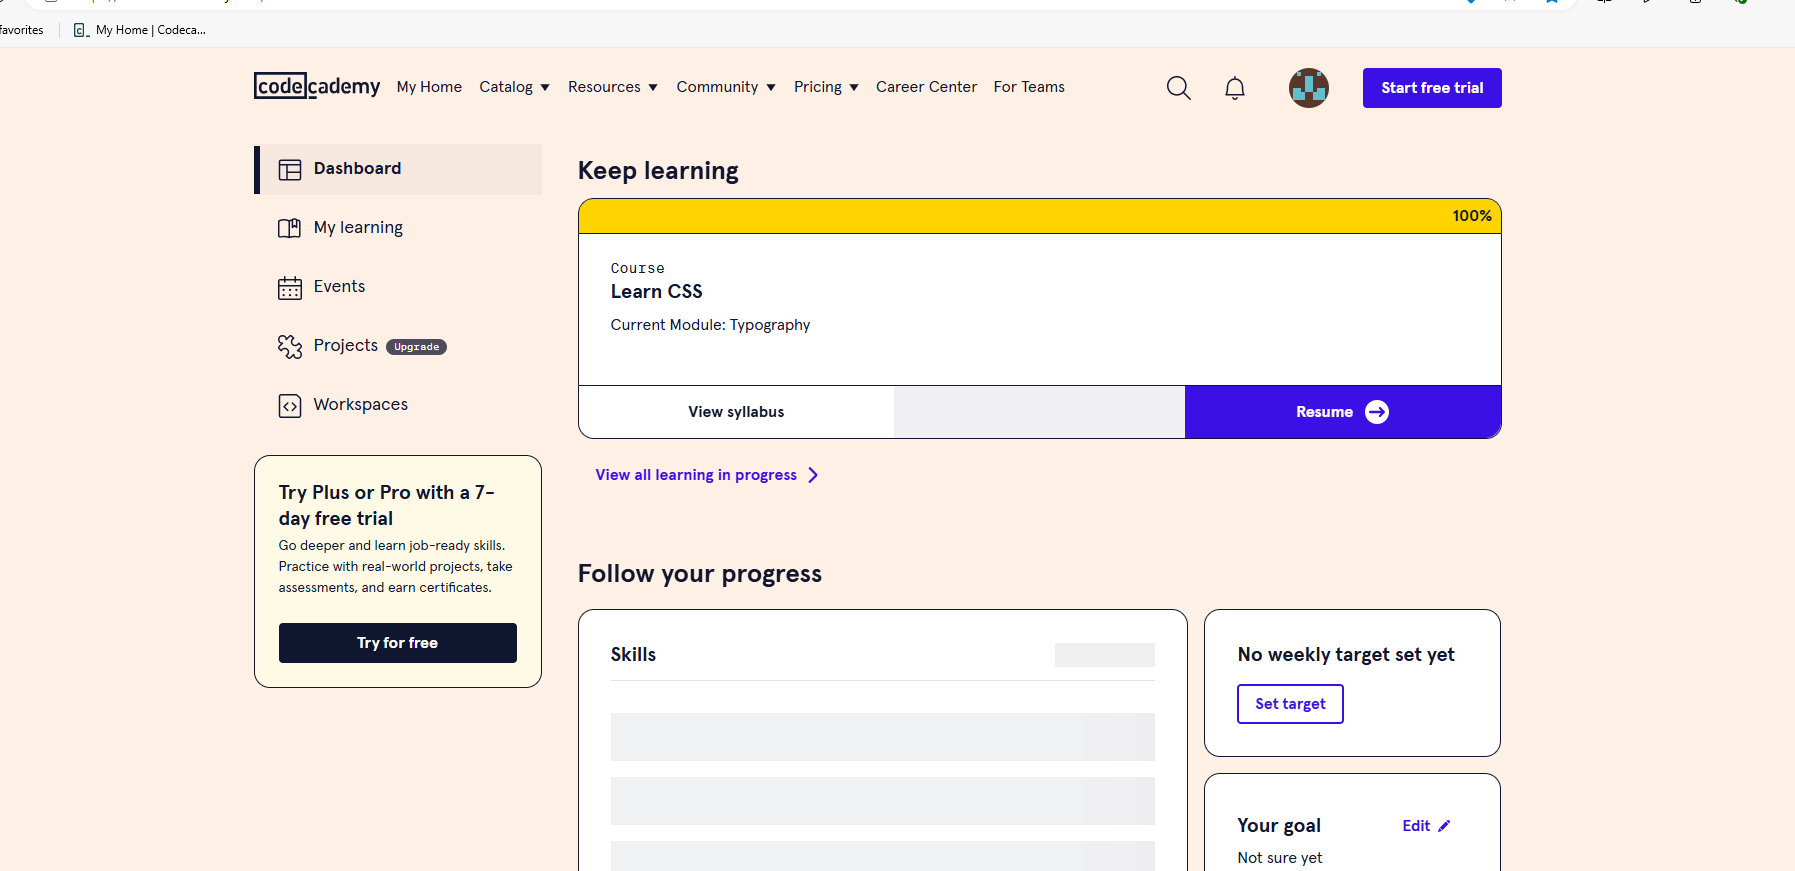 favorites
My Home | Codeca...
codecademy
My Home
Catalog
Resources
Community
Pricing
Career Center
For Teams
Start free trial
Dashboard
My learning
Events
Projects Upgrade
Workspaces
Try Plus or Pro with a 7-
day free trial
Go deeper and learn job-ready skills.
Practice with real-world projects, take
assessments, and earn certificates.
Try for free
Keep learning
100%
Course
Learn CSS
Current Module: Typography
View syllabus
Resume
View all learning in progress
Follow your progress
Skills
No weekly target set yet
Set target
Your goal
Edit
Not sure yet